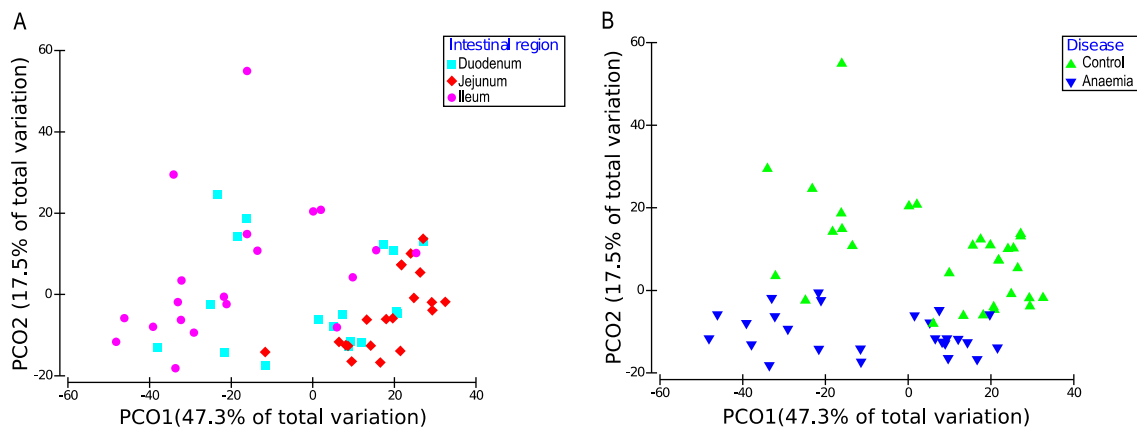 A
Intestinal region
Duodenum
Jejunum
Ileum
60
40
20
0
-20
-60
-40
-20
0
20
40
PCO2 (17.5% of total variation)
PCO1(47.3% of total variation)
B
Disease
Control
Anaemia
60
40
20
0
-20
-60
-40
-20
0
20
40
PCO2 (17.5% of total variation)
PCO1(47.3% of total variation)